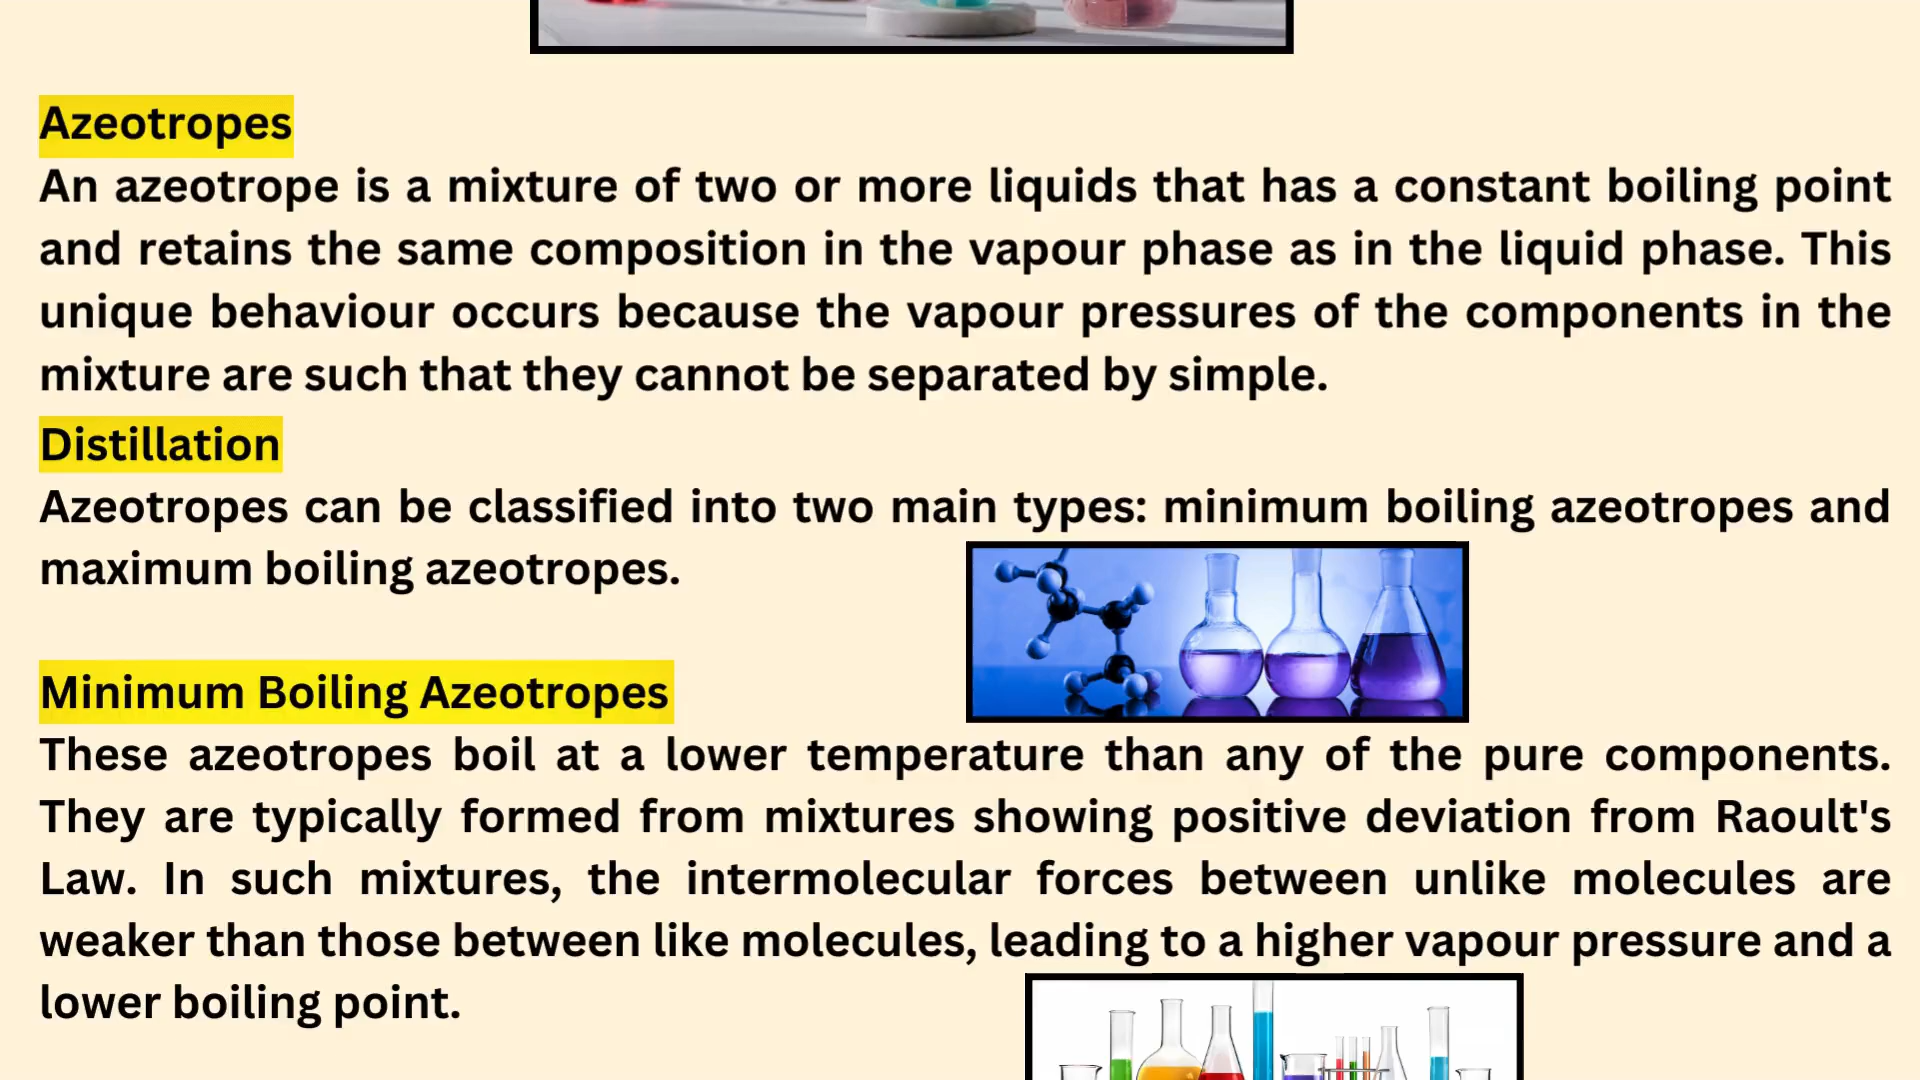 Azeotropes
An azeotrope is a mixture of two or more liquids that has a constant boiling point
and retains the same composition in the vapour phase as in the liquid phase. This
unique behaviour occurs because the vapour pressures of the components in the
mixture are such that they cannot be separated by simple.
Distillation
Azeotropes can be classified into two main types: minimum boiling azeotropes and
maximum boiling azeotropes.
Minimum Boiling Azeotropes
These azeotropes boil at a lower temperature than any of the pure components.
They are typically formed from mixtures showing positive deviation from Raoult's
Law. In such mixtures, the intermolecular forces between unlike molecules are
weaker than those between like molecules, leading to a higher vapour pressure and a
lower boiling point.